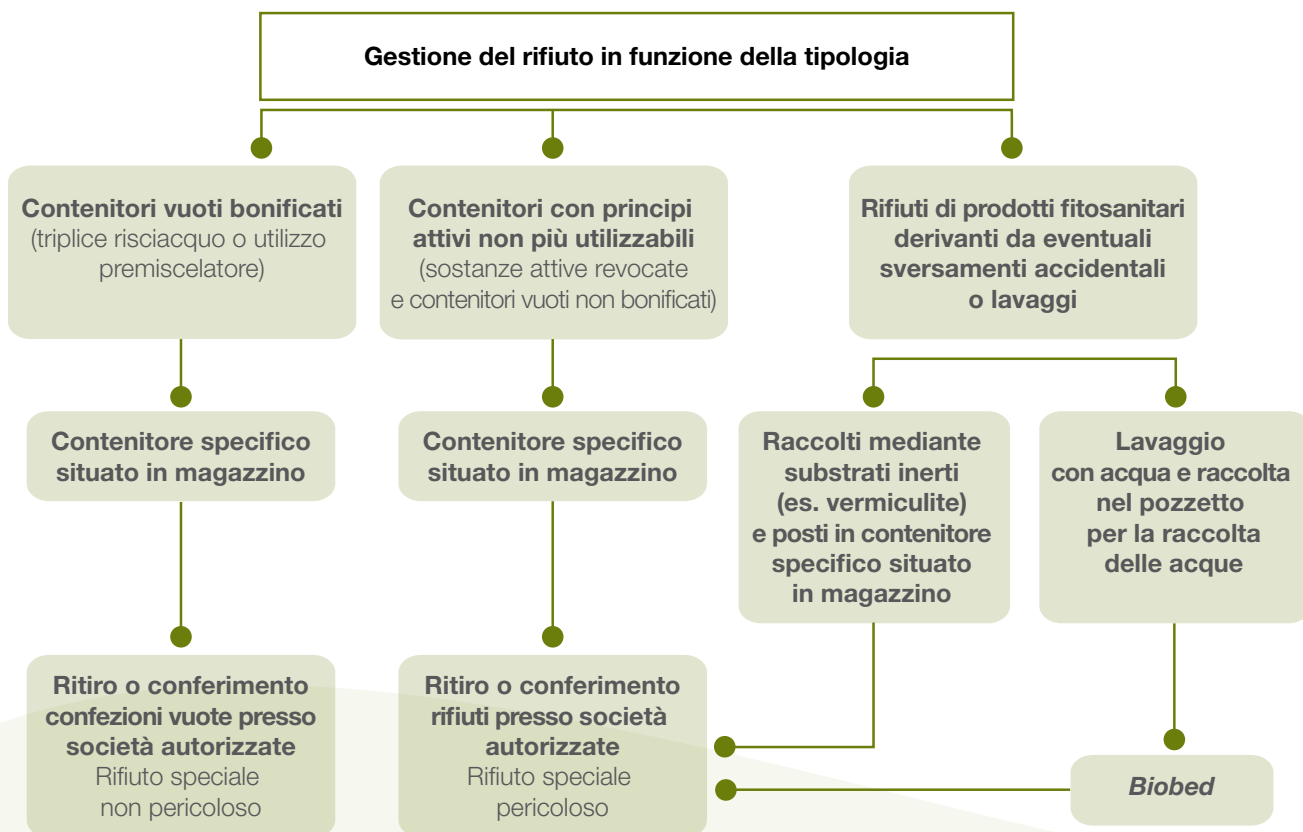 Gestione del rifiuto in funzione della tipologia
Contenitori vuoti bonificati
(triplice risciacquo o utilizzo
premiscelatore)
Contenitori con principi
attivi non più utilizzabili
(sostanze attive revocate
e contenitori vuoti non bonificati)
Rifiuti di prodotti fitosanitari
derivanti da eventuali
sversamenti accidentali
o lavaggi
Contenitore specifico
situato in magazzino
Contenitore specifico
situato in magazzino
Raccolti mediante
substrati inerti
(es. vermiculite)
e posti in contenitore
specifico situato
in magazzino
Lavaggio
con acqua e raccolta
nel pozzetto
per la raccolta
delle acque
Ritiro o conferimento
confezioni vuote presso
società autorizzate
Rifiuto speciale
non pericoloso
Ritiro o conferimento
rifiuti presso società
autorizzate
Rifiuto speciale
pericoloso
Biobed